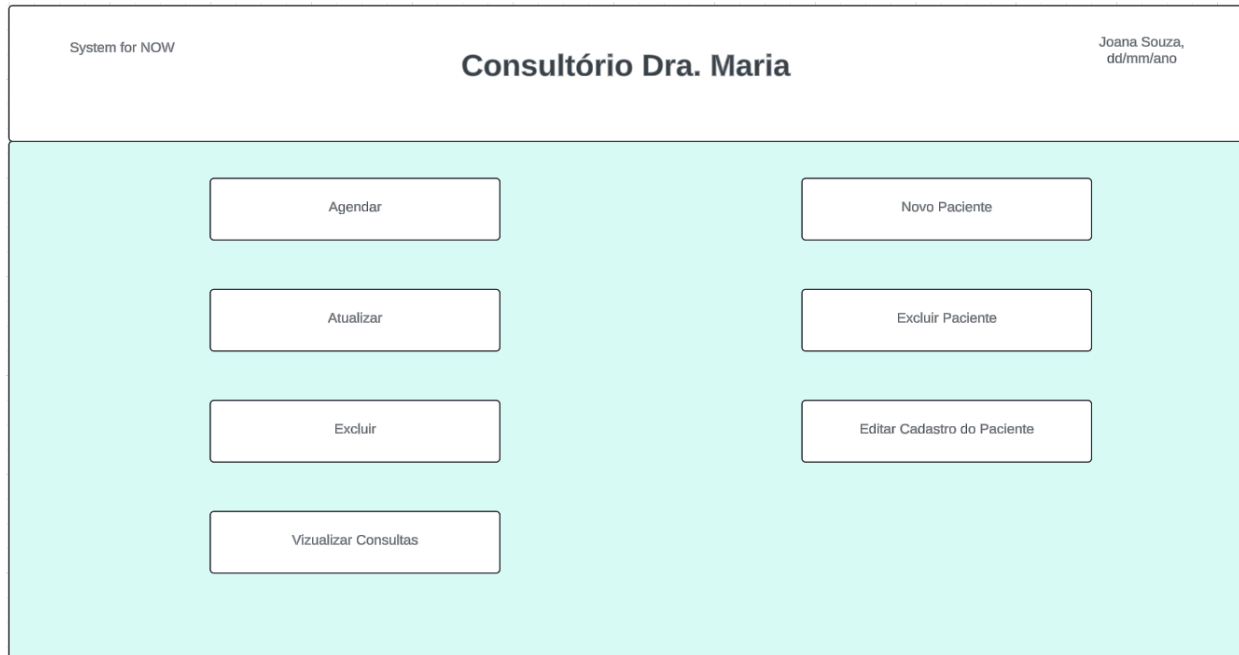 System for NOW
Consultório Dra. Maria
Joana Souza,
dd/mm/ano
Agendar
Novo Paciente
Atualizar
Excluir Paciente
Excluir
Editar Cadastro do Paciente
Vizualizar Consultas